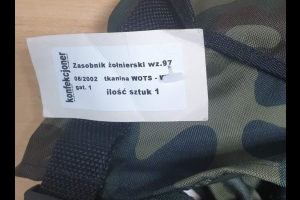 konfekcjoner
Zasobnik żołnierski wz.97
08/2002 tkanina WOTS -
gat. 1
ilość sztuk 1